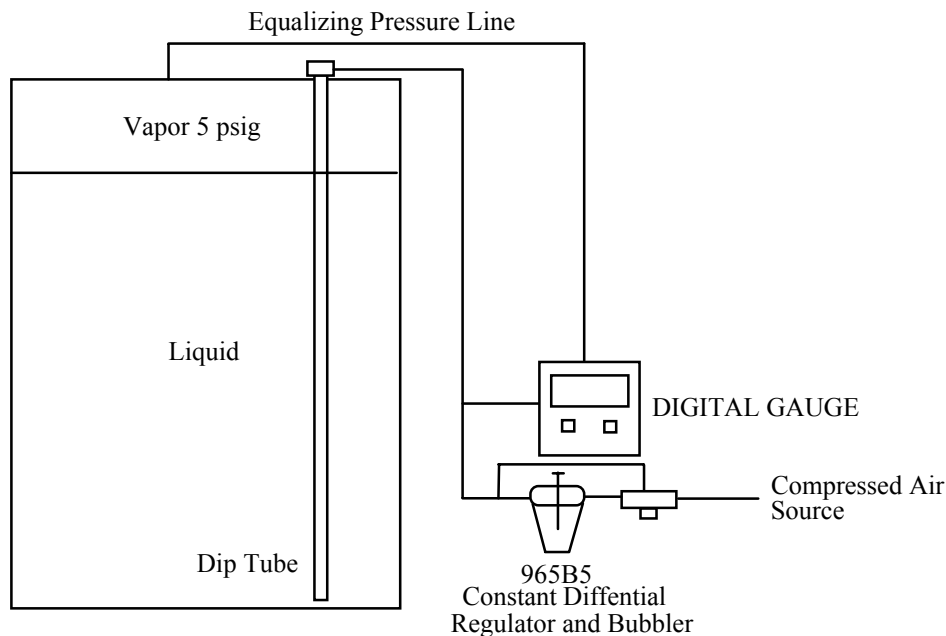 Equalizing Pressure Line
Vapor 5 psig
Liquid
DIGITAL GAUGE
Compressed Air
Source
Dip Tube
965B5
Constant Diffential
Regulator and Bubbler